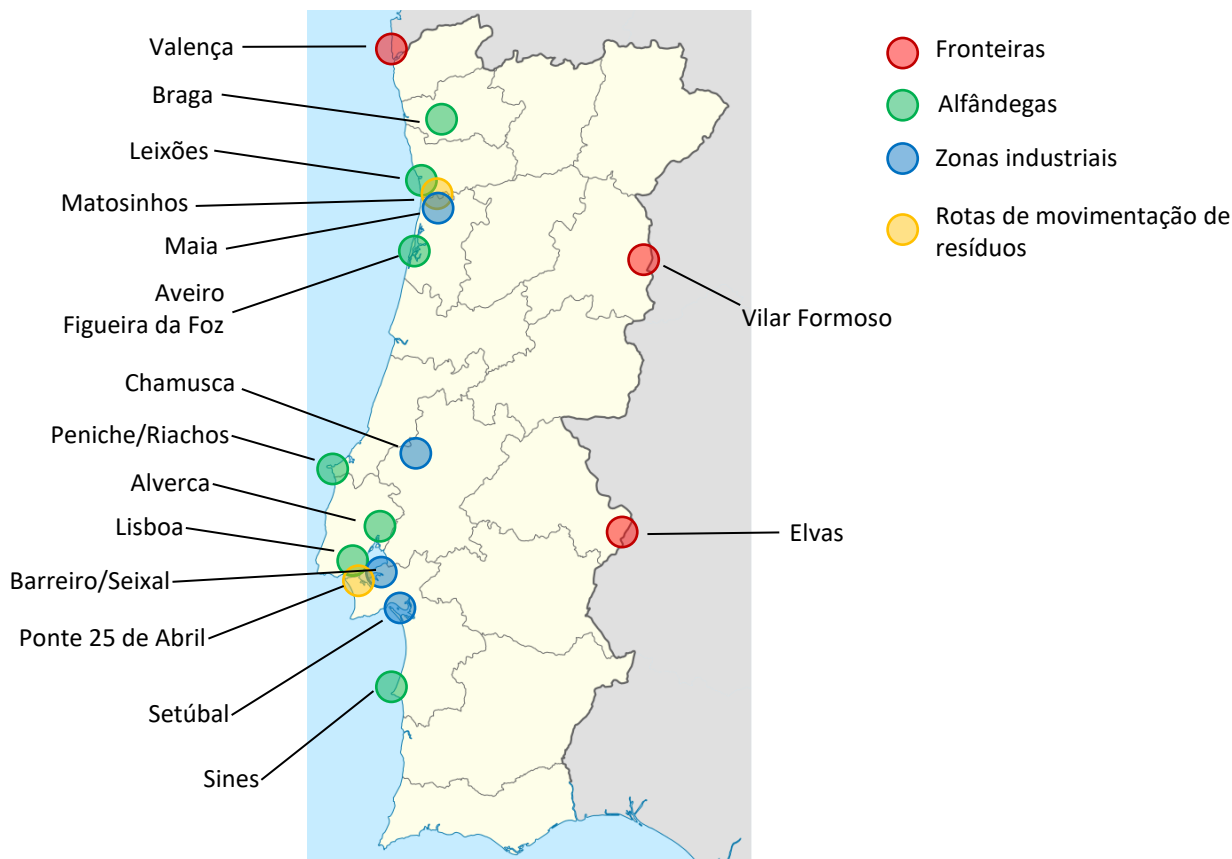 Valença
Braga
Leixões
Matosinhos
Maia
Aveiro
Figueira da Foz
Chamusca
Peniche/Riachos
Alverca
Lisboa
Barreiro/Seixal
Ponte 25 de Abril
Setúbal
Sines
Vilar Formoso
Elvas
Fronteiras
Alfândegas
Zonas industriais
Rotas de movimentação de
resíduos